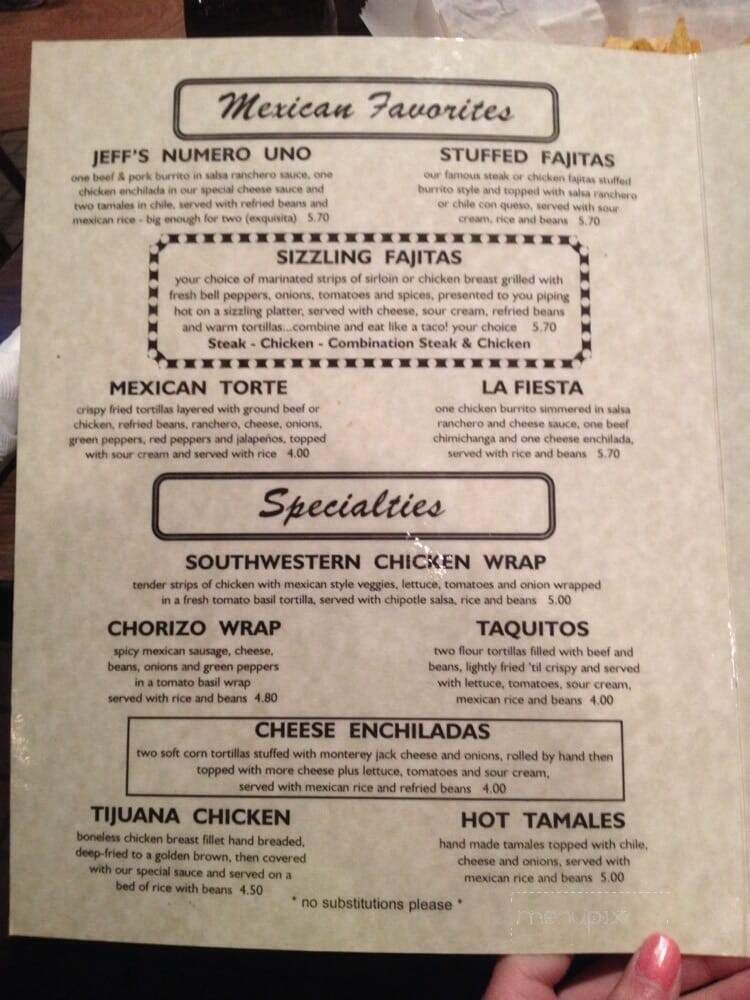 Mexican Favorites
JEFF'S NUMERO UNO
one beef & pork burrito in salsa ranchero sauce, one
chicken enchilada in our special cheese sauce and
two tamales in chile, served with refried beans and
mexican rice - big enough for two (exquisita) 5.70
STUFFED FAJITAS
our famous steak or chicken fajitas stuffed
burrito style and topped with salsa ranchero
or chile con queso, served with sour
cream, rice and beans 5.70
SIZZLING FAJITAS
your choice of marinated strips of sirloin or chicken breast grilled with
fresh bell peppers, onions, tomatoes and spices, presented to you piping
hot on a sizzling platter, served with cheese, sour cream, refried beans
and warm tortillas...combine and eat like a taco! your choice 5.70
Steak - Chicken - Combination Steak & Chicken
MEXICAN TORTE
crispy fried tortillas layered with ground beef or
chicken, refried beans, ranchero, cheese, onions,
green peppers, red peppers and jalapeños, topped
with sour cream and served with rice 4.00
LA FIESTA
one chicken burrito simmered in salsa
ranchero and cheese sauce, one beef
chimichanga and one cheese enchilada,
served with rice and beans 5.70
Specialties
SOUTHWESTERN CHICKEN WRAP
tender strips of chicken with mexican style veggies, lettuce, tomatoes and onion wrapped
in a fresh tomato basil tortilla, served with chipotle salsa, rice and beans 5.00
CHORIZO WRAP
spicy mexican sausage, cheese,
beans, onions and green peppers
in a tomato basil wrap
served with rice and beans 4.80
TAQUITOS
two flour tortillas filled with beef and
beans, lightly fried 'til crispy and served
with lettuce, tomatoes, sour cream,
mexican rice and beans 4.00
CHEESE ENCHILADAS
two soft corn tortillas stuffed with monterey jack cheese and onions, rolled by hand then
topped with more cheese plus lettuce, tomatoes and sour cream,
served with mexican rice and refried beans 4.00
TIJUANA CHICKEN
boneless chicken breast fillet hand breaded,
deep-fried to a golden brown, then covered
with our special sauce and served on a
bed of rice with beans 4.50
HOT TAMALES
hand made tamales topped with chile,
cheese and onions, served with
mexican rice and beans 5.00
* no substitutions please *
menupix